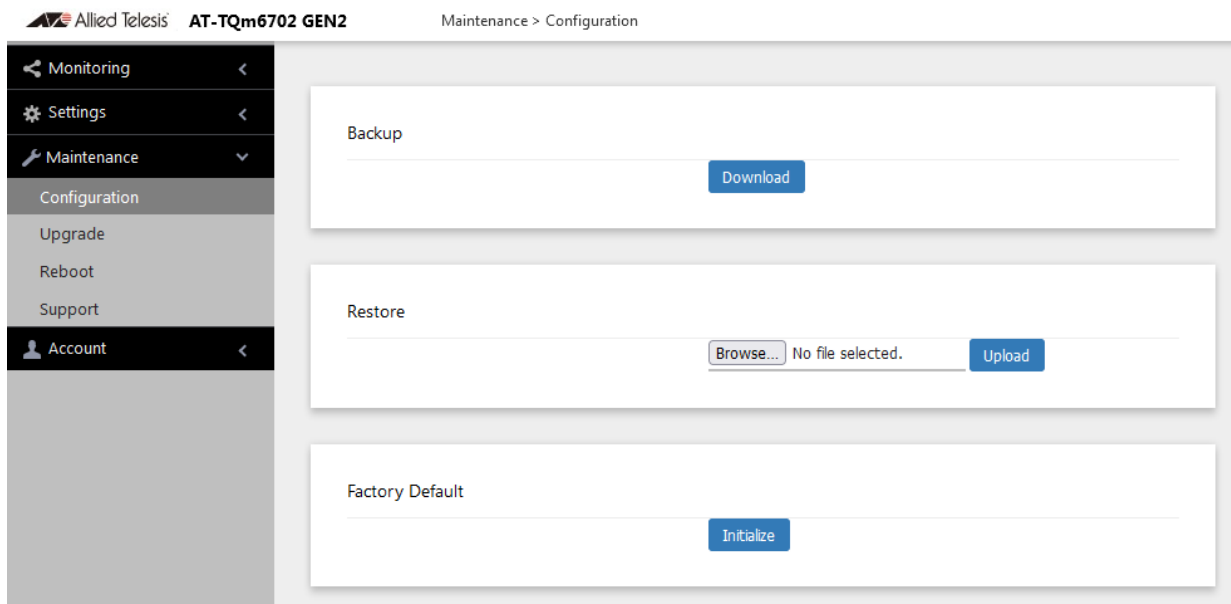 Allied Telesis AT-TQm6702 GEN2 Maintenance > Configuration
Monitoring
Settings
Maintenance
Configuration
Upgrade
Reboot
Support
Account
Backup
Download
Restore
Browse... No file selected. Upload
Factory Default
Initialize